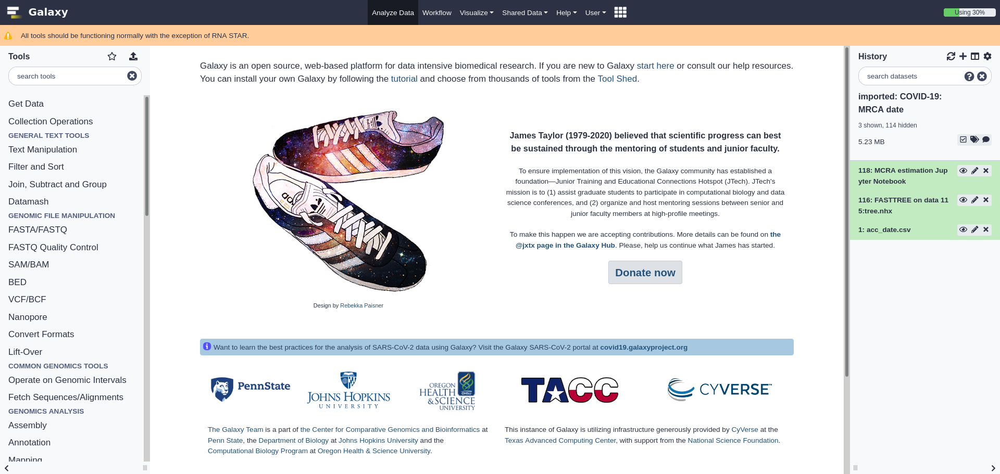 Galaxy
Analyze Data
Workflow
Visualize
Shared Data
Help
User
Using 30%
All tools should be functioning normally with the exception of RNA STAR.
Tools
search tools
Get Data
Collection Operations
GENERAL TEXT TOOLS
Text Manipulation
Filter and Sort
Join, Subtract and Group
Datamash
GENOMIC FILE MANIPULATION
FASTA/FASTQ
FASTQ Quality Control
SAM/BAM
BED
VCF/BCF
Nanopore
Convert Formats
Lift-Over
COMMON GENOMICS TOOLS
Operate on Genomic Intervals
Fetch Sequences/Alignments
GENOMICS ANALYSIS
Assembly
Annotation
Mapping
Galaxy is an open source, web-based platform for data intensive biomedical research. If you are new to Galaxy start here or consult our help resources.
You can install your own Galaxy by following the tutorial and choose from thousands of tools from the Tool Shed.
Design by Rebekka Paisner
James Taylor (1979-2020) believed that scientific progress can best
be sustained through the mentoring of students and junior faculty.
To ensure implementation of this vision, the Galaxy community has established a
foundation—Junior Training and Educational Connections Hotspot (JTech). JTech's
mission is to (1) assist graduate students to participate in computational biology and data
science conferences, and (2) organize and host mentoring sessions between senior and
junior faculty members at high-profile meetings.
To make this happen we are accepting contributions. More details can be found on the
@jxtx page in the Galaxy Hub. Please, help us continue what James has started.
Donate now
Want to learn the best practices for the analysis of SARS-CoV-2 data using Galaxy? Visit the Galaxy SARS-CoV-2 portal at covid19.galaxyproject.org
PennState
JOHNS HOPKINS
UNIVERSITY
OREGON
HEALTH
&SCIENCE
UNIVERSITY
OHSU
TACC
CYVERSE™
The Galaxy Team is a part of the Center for Comparative Genomics and Bioinformatics at
Penn State, the Department of Biology at Johns Hopkins University and the
Computational Biology Program at Oregon Health & Science University.
This instance of Galaxy is utilizing infrastructure generously provided by CyVerse at the
Texas Advanced Computing Center, with support from the National Science Foundation.
History
search datasets
imported: COVID-19:
MRCA date
3 shown, 114 hidden
5.23 MB
118: MCRA estimation Jup
yter Notebook
116: FASTTREE on data 11
5:tree.nhx
1: acc_date.csv